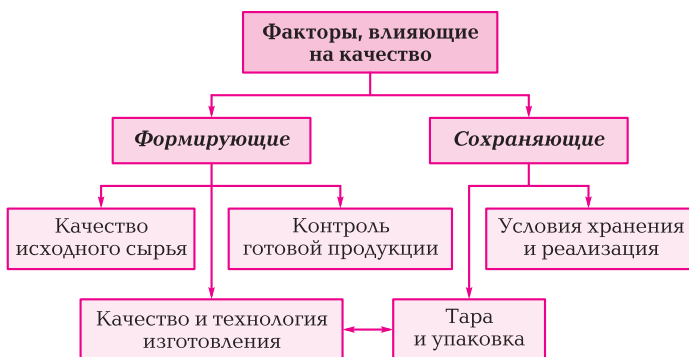 Факторы, влияющие
на качество
Формирующие
Сохраняющие
Качество
исходного сырья
Контроль
готовой продукции
Условия хранения
и реализация
Качество и технология
изготовления
Тара
и упаковка